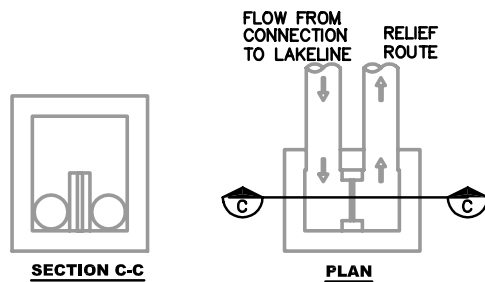 FLOW FROM
CONNECTION
TO LAKELINE
RELIEF
ROUTE
C
C
SECTION C-C
PLAN